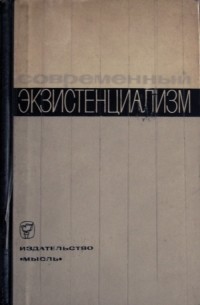 современный
ЭКЗИСТЕНЦИАЛИЗМ
ИЗДАТЕЛЬСТВО
«МЫСЛЬ»